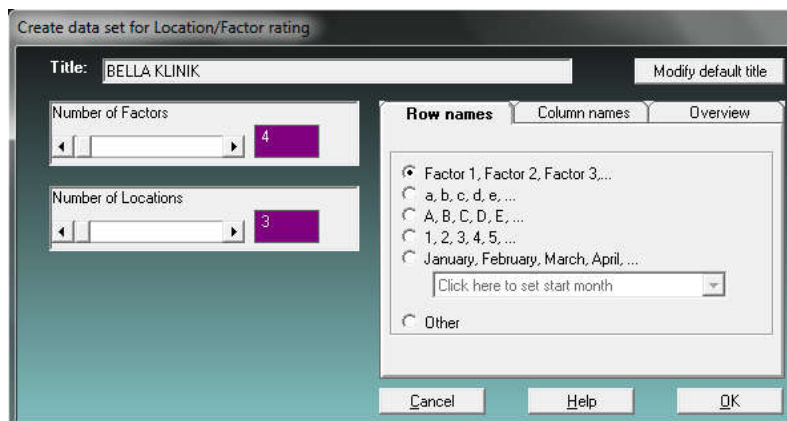 Create data set for Location/Factor rating
Title: BELLA KLINIK
Modify default title
Number of Factors
4
Number of Locations
3
Row names
Column names
Overview
Factor 1, Factor 2, Factor 3,...
a, b, c, d, e, ...
A, B, C, D, E, ...
1, 2, 3, 4, 5, ...
January, February, March, April, ...
Click here to set start month
Other
Cancel
Help
OK